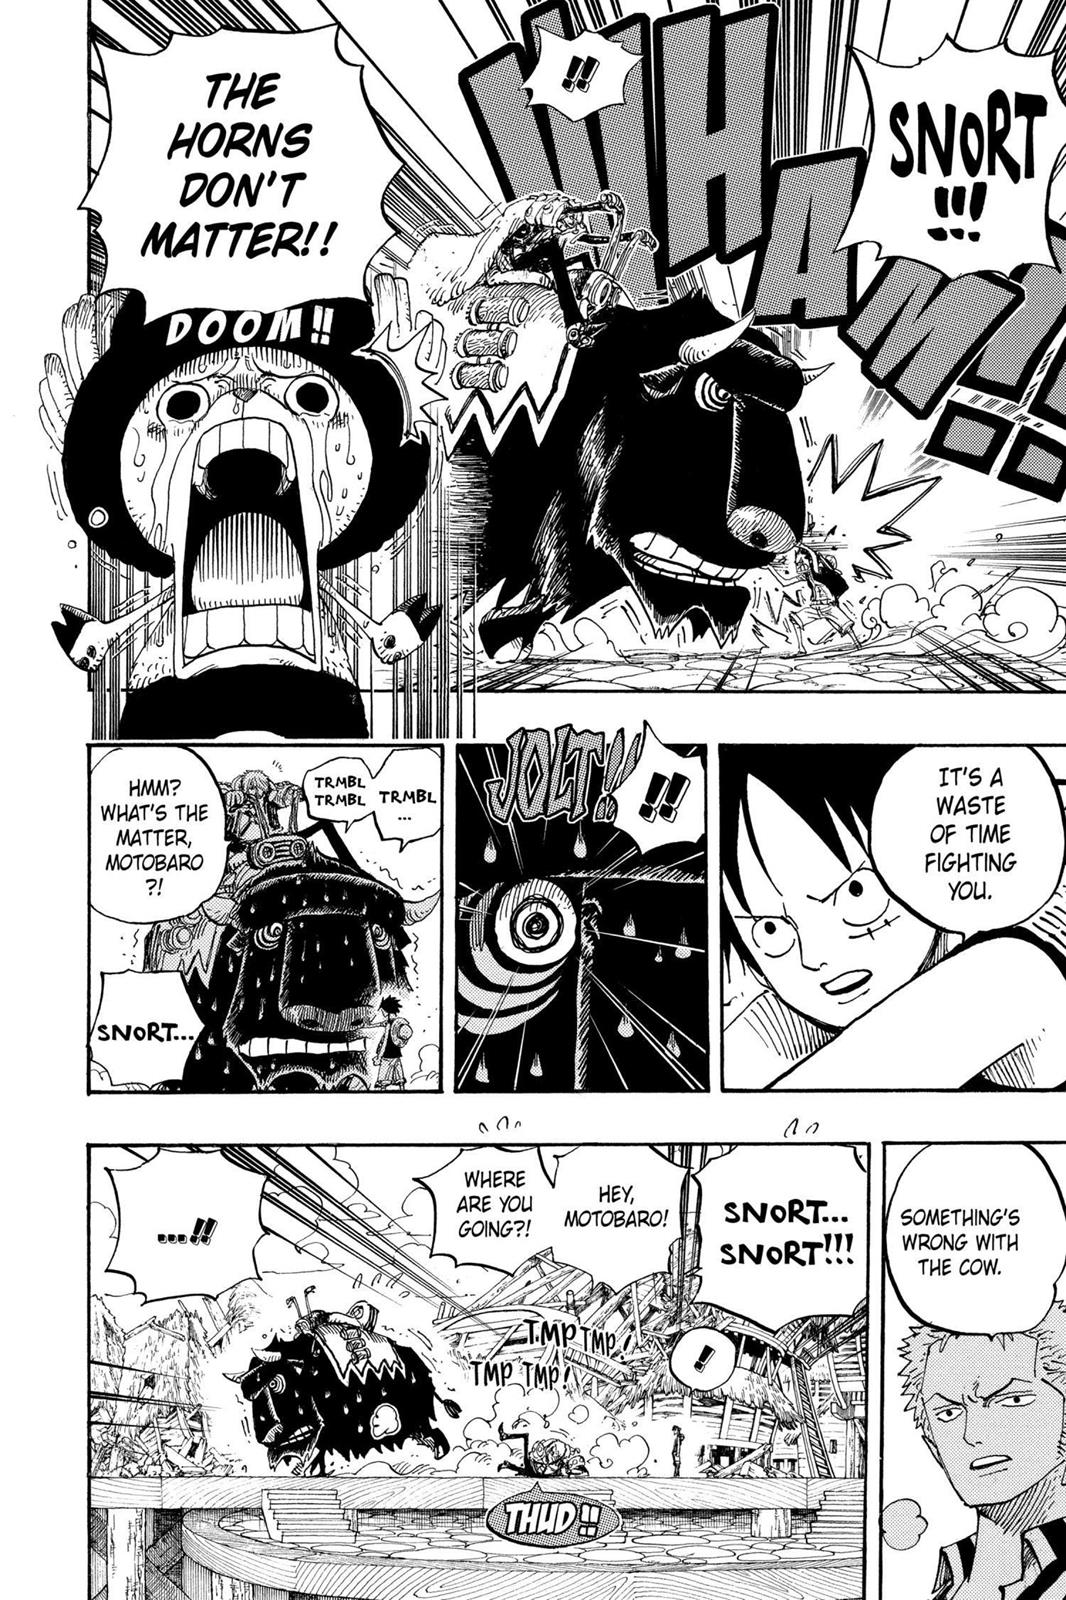 SNORT
!!!
WHAM!!
!!
THE
HORNS
DON'T
MATTER!!
DOOM!!
IT'S A
WASTE
OF TIME
FIGHTING
YOU.
!!
JOLT!!
TRMBL
...
TRMBL
TRMBL
HMM?
WHAT'S THE
MATTER,
MOTOBARO
?!
SNORT...
SOMETHING'S
WRONG WITH
THE COW.
SNORT...
SNORT!!!
HEY,
MOTOBARO!
WHERE
ARE YOU
GOING?!
!
TMP TMP!
TMP TMP!
THUD!!
...!!